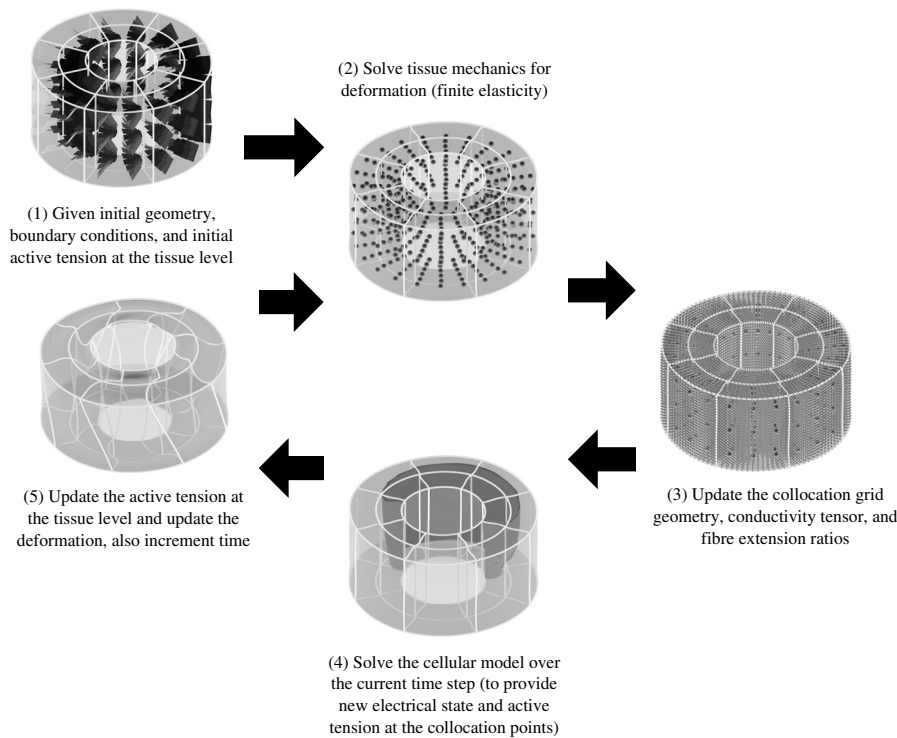 (1) Given initial geometry,
boundary conditions, and initial
active tension at the tissue level
(2) Solve tissue mechanics for
deformation (finite elasticity)
(3) Update the collocation grid
geometry, conductivity tensor, and
fibre extension ratios
(4) Solve the cellular model over
the current time step (to provide
new electrical state and active
tension at the collocation points)
(5) Update the active tension at
the tissue level and update the
deformation, also increment time